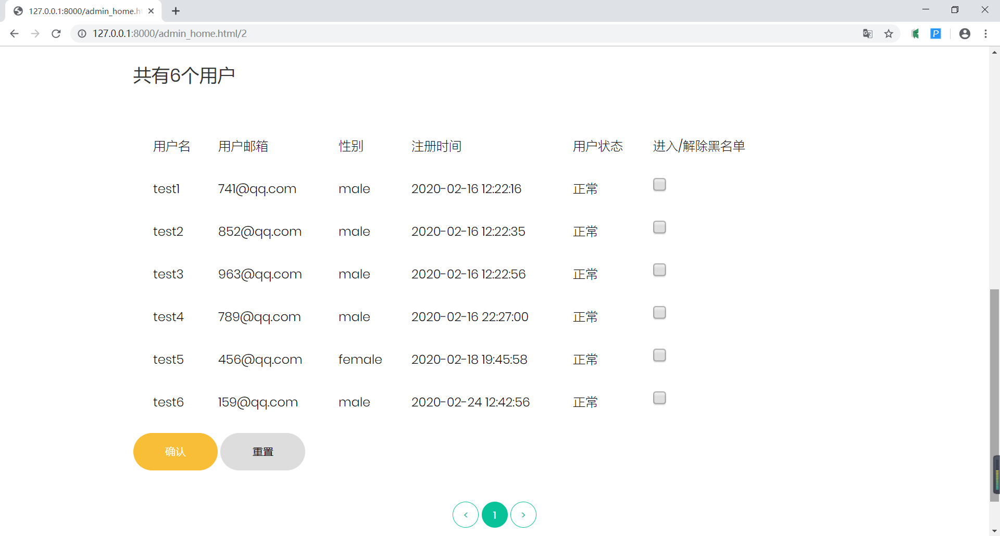 127.0.0.1:8000/admin_home.h
127.0.0.1:8000/admin_home.html/2
P
共有6个用户
用户名 用户邮箱 性别 注册时间 用户状态 进入/解除黑名单
test1 741@qq.com male 2020-02-16 12:22:16 正常
test2 852@qq.com male 2020-02-16 12:22:35 正常
test3 963@qq.com male 2020-02-16 12:22:56 正常
test4 789@qq.com male 2020-02-16 22:27:00 正常
test5 456@qq.com female 2020-02-18 19:45:58 正常
test6 159@qq.com male 2020-02-24 12:42:56 正常
确认 重置
< 1 >